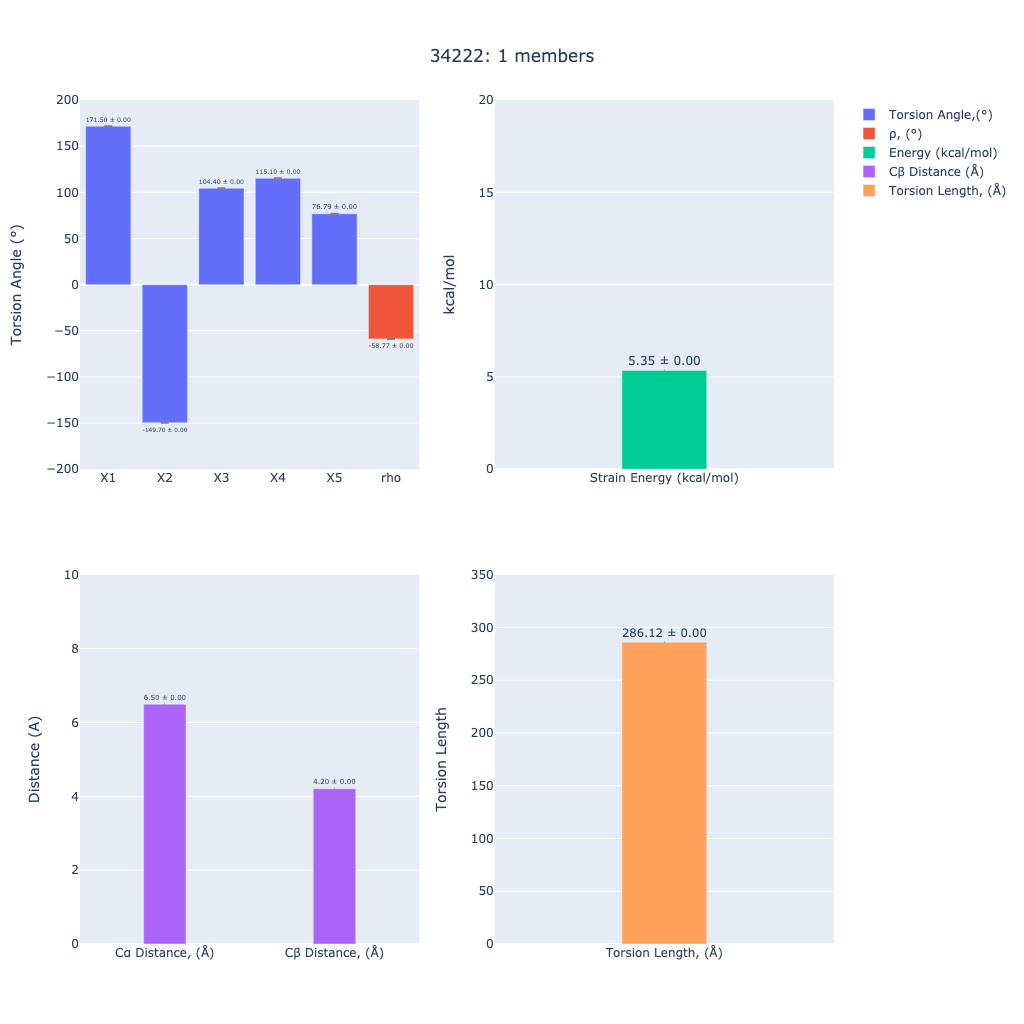 34222: 1 members
Torsion Angle (°)
200
150
100
50
0
−50
−100
−150
−200
171.50 ± 0.00
-149.70 ± 0.00
104.40 ± 0.00
115.10 ± 0.00
76.79 ± 0.00
-58.77 ± 0.00
X1 X2 X3 X4 X5 rho
kcal/mol
20
15
10
5
0
5.35 ± 0.00
Strain Energy (kcal/mol)
Torsion Angle,(°)
ρ, (°)
Energy (kcal/mol)
Cβ Distance (Å)
Torsion Length, (Å)
Distance (A)
10
8
6
4
2
0
6.50 ± 0.00
4.20 ± 0.00
Cα Distance, (Å) Cβ Distance, (Å)
Torsion Length
350
300
250
200
150
100
50
0
286.12 ± 0.00
Torsion Length, (Å)